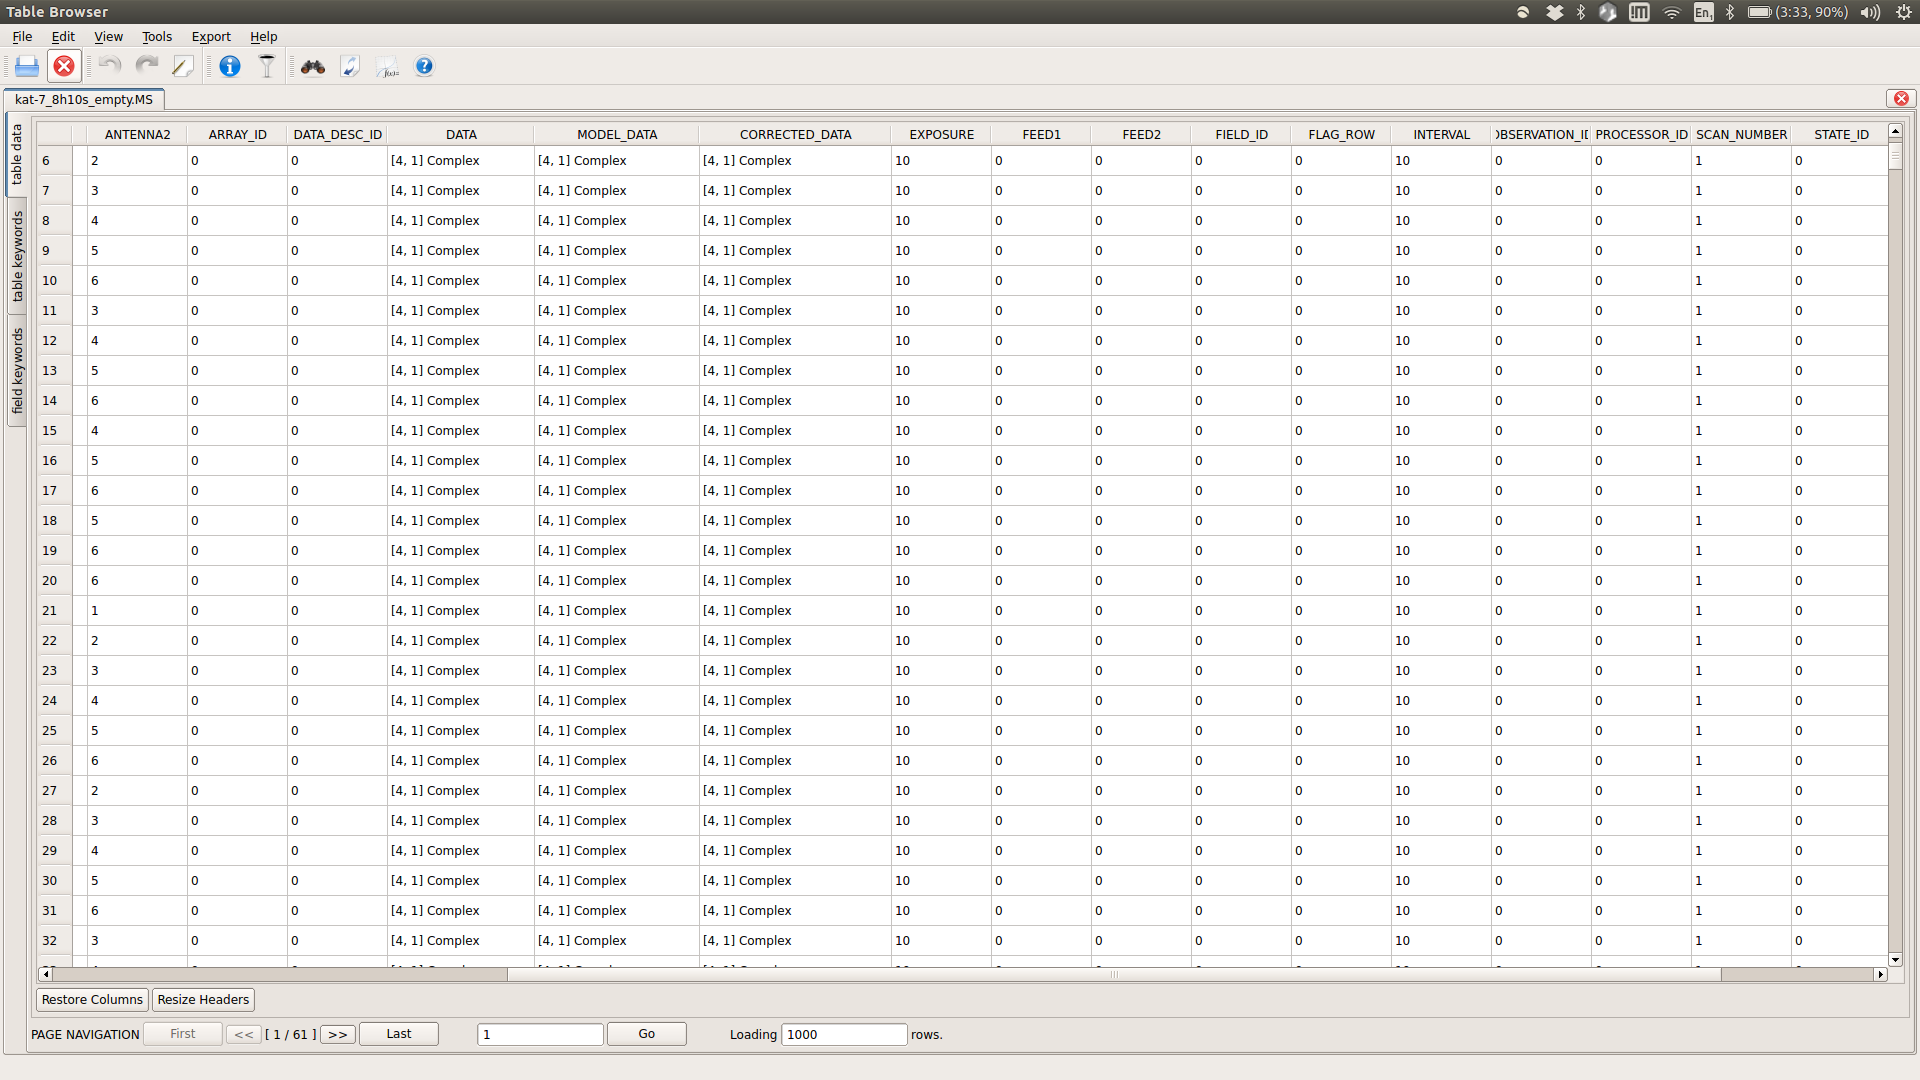 Table Browser
En1 (3:33, 90%)
File Edit View Tools Export Help
kat-7_8h10s_empty.MS
table data
table keywords
field keywords
ANTENNA2 ARRAY_ID DATA_DESC_ID DATA MODEL_DATA CORRECTED_DATA EXPOSURE FEED1 FEED2 FIELD_ID FLAG_ROW INTERVAL OBSERVATION_ID PROCESSOR_ID SCAN_NUMBER STATE_ID
6 2 0 0 [4, 1] Complex [4, 1] Complex [4, 1] Complex 10 0 0 0 0 10 0 0 1 0
7 3 0 0 [4, 1] Complex [4, 1] Complex [4, 1] Complex 10 0 0 0 0 10 0 0 1 0
8 4 0 0 [4, 1] Complex [4, 1] Complex [4, 1] Complex 10 0 0 0 0 10 0 0 1 0
9 5 0 0 [4, 1] Complex [4, 1] Complex [4, 1] Complex 10 0 0 0 0 10 0 0 1 0
10 6 0 0 [4, 1] Complex [4, 1] Complex [4, 1] Complex 10 0 0 0 0 10 0 0 1 0
11 3 0 0 [4, 1] Complex [4, 1] Complex [4, 1] Complex 10 0 0 0 0 10 0 0 1 0
12 4 0 0 [4, 1] Complex [4, 1] Complex [4, 1] Complex 10 0 0 0 0 10 0 0 1 0
13 5 0 0 [4, 1] Complex [4, 1] Complex [4, 1] Complex 10 0 0 0 0 10 0 0 1 0
14 6 0 0 [4, 1] Complex [4, 1] Complex [4, 1] Complex 10 0 0 0 0 10 0 0 1 0
15 4 0 0 [4, 1] Complex [4, 1] Complex [4, 1] Complex 10 0 0 0 0 10 0 0 1 0
16 5 0 0 [4, 1] Complex [4, 1] Complex [4, 1] Complex 10 0 0 0 0 10 0 0 1 0
17 6 0 0 [4, 1] Complex [4, 1] Complex [4, 1] Complex 10 0 0 0 0 10 0 0 1 0
18 5 0 0 [4, 1] Complex [4, 1] Complex [4, 1] Complex 10 0 0 0 0 10 0 0 1 0
19 6 0 0 [4, 1] Complex [4, 1] Complex [4, 1] Complex 10 0 0 0 0 10 0 0 1 0
20 6 0 0 [4, 1] Complex [4, 1] Complex [4, 1] Complex 10 0 0 0 0 10 0 0 1 0
21 1 0 0 [4, 1] Complex [4, 1] Complex [4, 1] Complex 10 0 0 0 0 10 0 0 1 0
22 2 0 0 [4, 1] Complex [4, 1] Complex [4, 1] Complex 10 0 0 0 0 10 0 0 1 0
23 3 0 0 [4, 1] Complex [4, 1] Complex [4, 1] Complex 10 0 0 0 0 10 0 0 1 0
24 4 0 0 [4, 1] Complex [4, 1] Complex [4, 1] Complex 10 0 0 0 0 10 0 0 1 0
25 5 0 0 [4, 1] Complex [4, 1] Complex [4, 1] Complex 10 0 0 0 0 10 0 0 1 0
26 6 0 0 [4, 1] Complex [4, 1] Complex [4, 1] Complex 10 0 0 0 0 10 0 0 1 0
27 2 0 0 [4, 1] Complex [4, 1] Complex [4, 1] Complex 10 0 0 0 0 10 0 0 1 0
28 3 0 0 [4, 1] Complex [4, 1] Complex [4, 1] Complex 10 0 0 0 0 10 0 0 1 0
29 4 0 0 [4, 1] Complex [4, 1] Complex [4, 1] Complex 10 0 0 0 0 10 0 0 1 0
30 5 0 0 [4, 1] Complex [4, 1] Complex [4, 1] Complex 10 0 0 0 0 10 0 0 1 0
31 6 0 0 [4, 1] Complex [4, 1] Complex [4, 1] Complex 10 0 0 0 0 10 0 0 1 0
32 3 0 0 [4, 1] Complex [4, 1] Complex [4, 1] Complex 10 0 0 0 0 10 0 0 1 0
Restore Columns Resize Headers
PAGE NAVIGATION First << [ 1 / 61 ] >> Last 1 Go Loading 1000 rows.